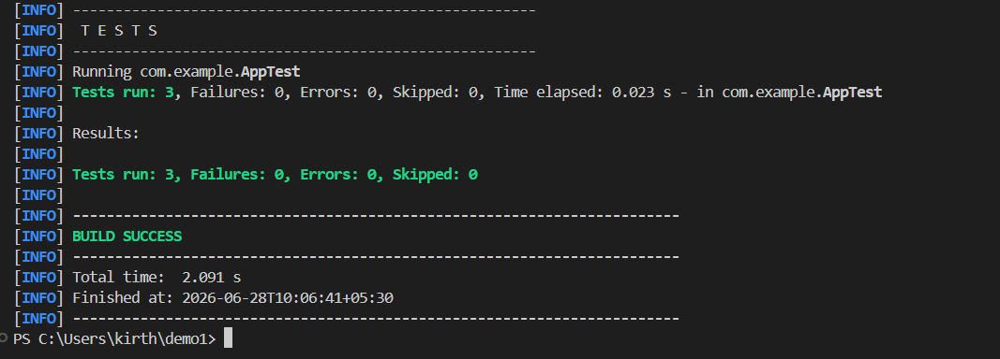 [INFO] -------------------------------------------------------
[INFO]  T E S T S
[INFO] -------------------------------------------------------
[INFO] Running com.example.AppTest
[INFO] Tests run: 3, Failures: 0, Errors: 0, Skipped: 0, Time elapsed: 0.023 s - in com.example.AppTest
[INFO]
[INFO] Results:
[INFO]
[INFO] Tests run: 3, Failures: 0, Errors: 0, Skipped: 0
[INFO]
[INFO] ------------------------------------------------------------------------
[INFO] BUILD SUCCESS
[INFO] ------------------------------------------------------------------------
[INFO] Total time:  2.091 s
[INFO] Finished at: 2026-06-28T10:06:41+05:30
[INFO] ------------------------------------------------------------------------
PS C:\Users\kirth\demo1>